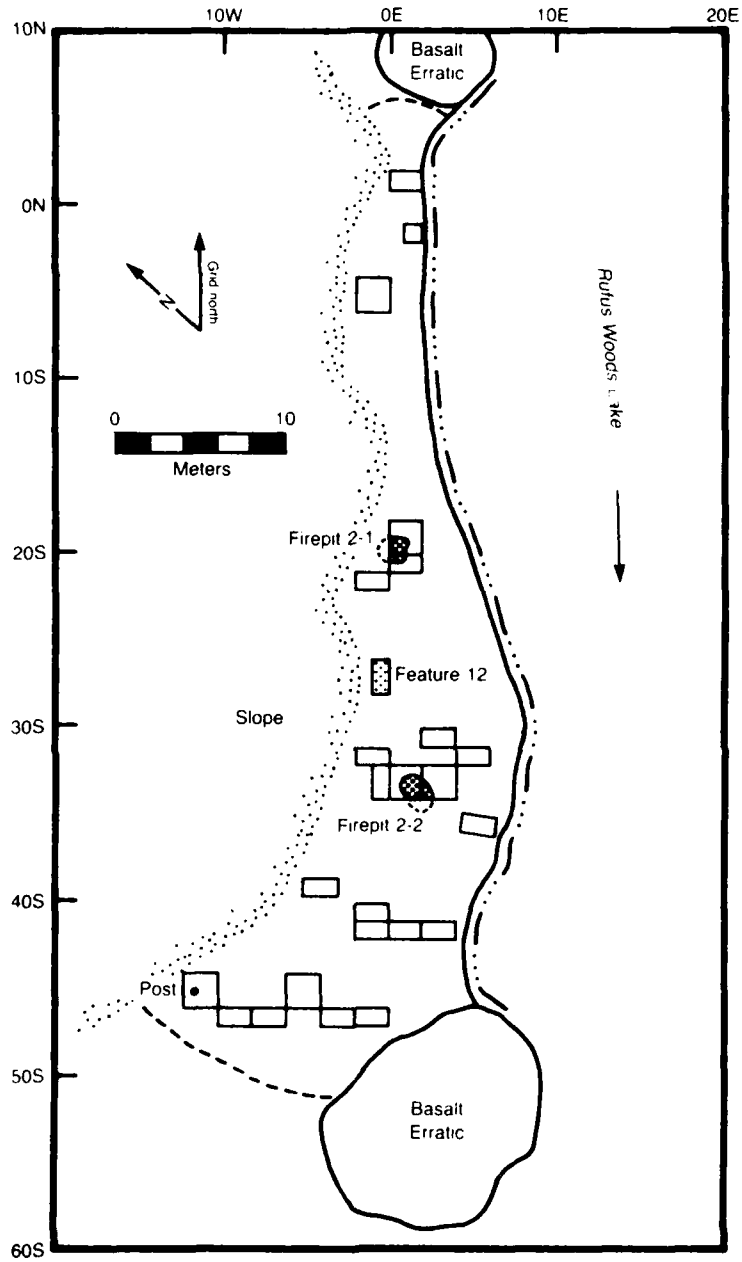 10W 0E 10E 20E
10N
Basalt
Erratic
0N
Grid north
N
Rufus Woods
10S
0 10
Meters
Firepit 2-1
20S
Feature 12
30S
Slope
Firepit 2-2
40S
Post
50S
Basalt
Erratic
60S